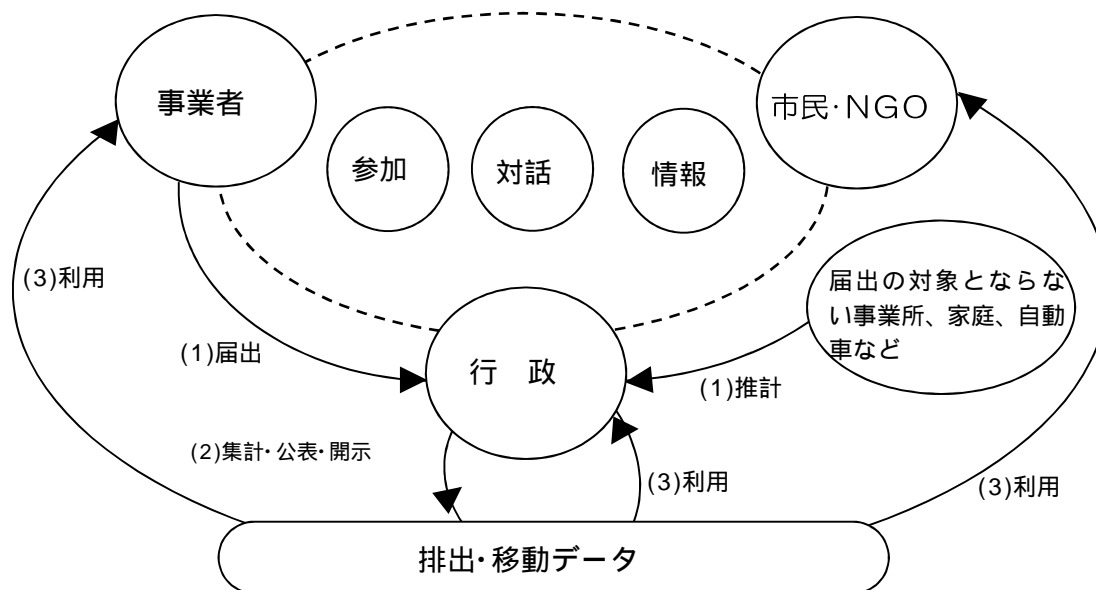 事業者
市民・NGO
参加
対話
情報
(3)利用
届出の対象とならな
い事業所、家庭、自動
車など
(1)届出
行　政
(1)推計
(2)集計・公表・開示
(3)利用
(3)利用
排出・移動データ